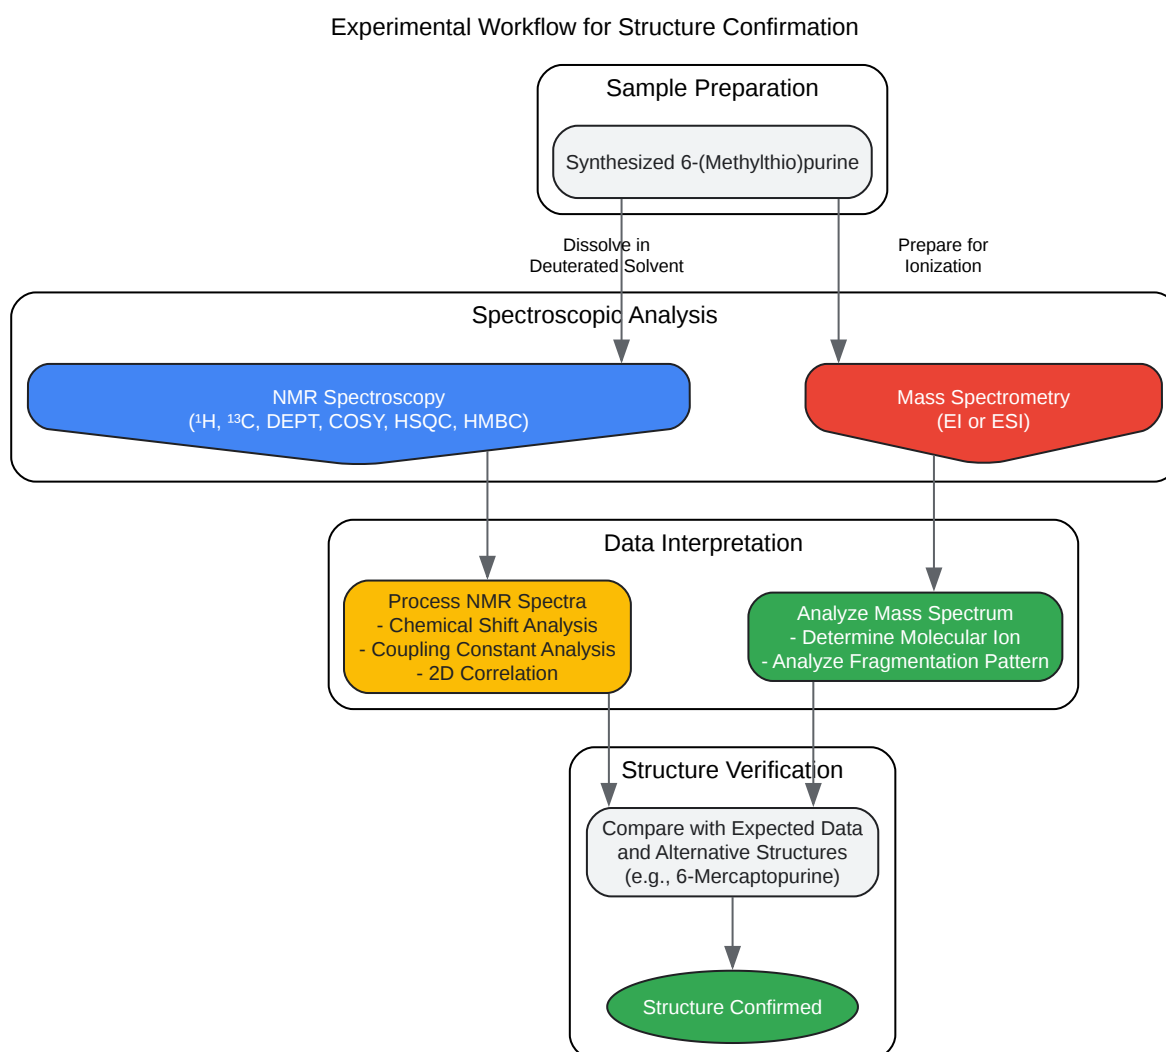 Experimental Workflow for Structure Confirmation
Sample Preparation
Synthesized 6-(Methylthio)purine
Dissolve in
Deuterated Solvent
Prepare for
Ionization
Spectroscopic Analysis
NMR Spectroscopy
(¹H, ¹³C, DEPT, COSY, HSQC, HMBC)
Mass Spectrometry
(EI or ESI)
Data Interpretation
Process NMR Spectra
- Chemical Shift Analysis
- Coupling Constant Analysis
- 2D Correlation
Analyze Mass Spectrum
- Determine Molecular Ion
- Analyze Fragmentation Pattern
Structure Verification
Compare with Expected Data
and Alternative Structures
(e.g., 6-Mercaptopurine)
Structure Confirmed